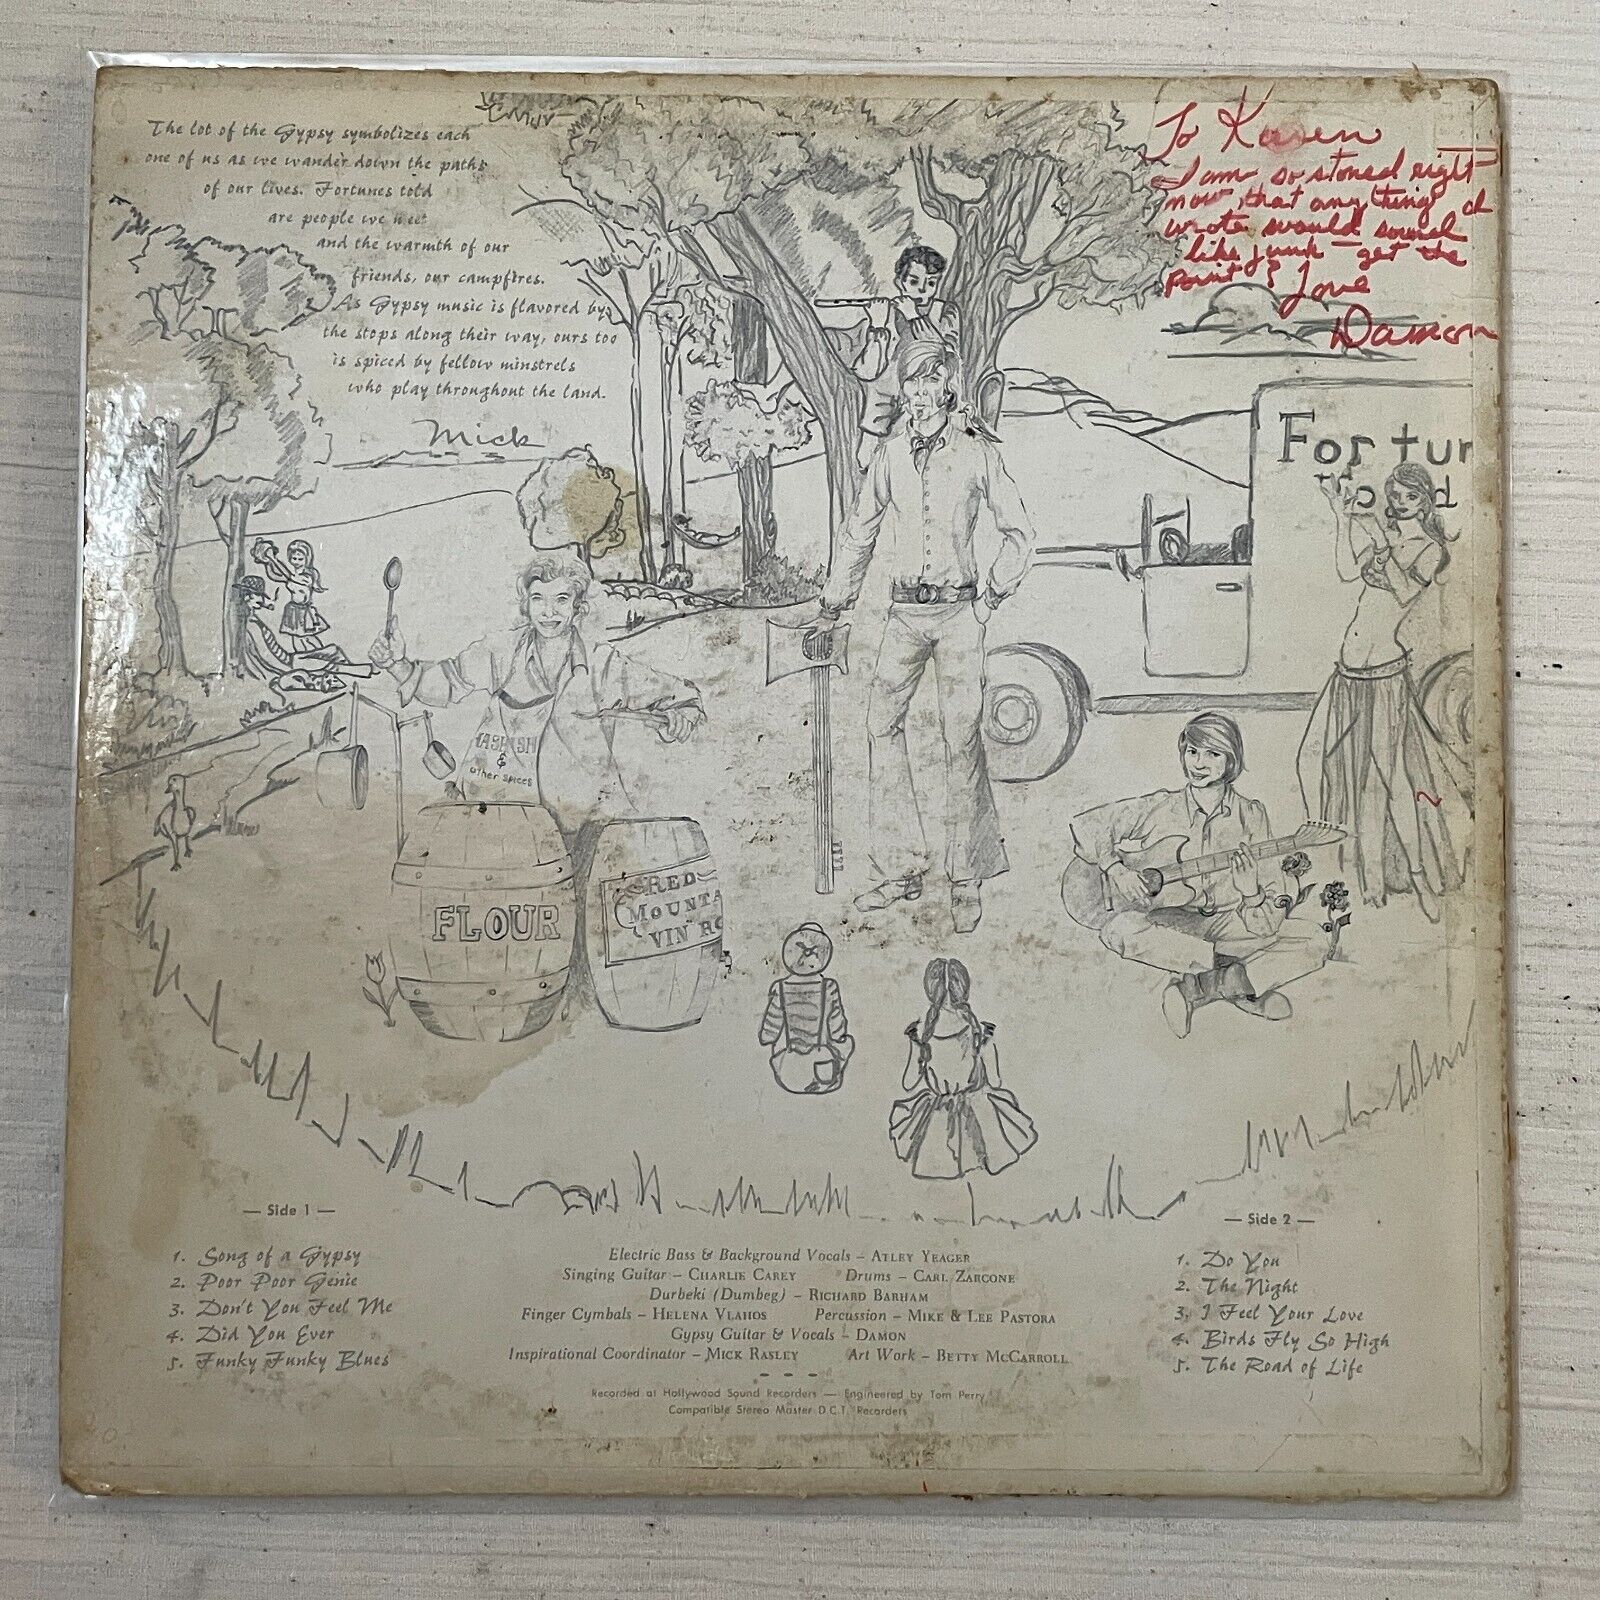 The lot of the Gypsy symbolizes each
one of us as we wander down the paths
of our lives. Fortunes told
are people we meet
and the warmth of our
friends, our campfires.
As Gypsy music is flavored by
the stops along their way, ours too
is spiced by fellow minstrels
who play throughout the land.
Mick
To Karen
I am so stoned right
now that anything I
wrote would sound
like junk - get the
point? Love
Damon
Fortun
HASHISH
&
other spices
FLOUR
RED
MOUNTA
VIN RO
— Side 1 —
1. Song of a Gypsy
2. Poor Poor Genie
3. Don't You Feel Me
4. Did You Ever
5. Funky Funky Blues
Electric Bass & Background Vocals – ATLEY YEAGER
Singing Guitar – CHARLIE CAREY Drums – CARL ZARCONE
Durbeki (Dumbeg) – RICHARD BARHAM
Finger Cymbals – HELENA VLAHOS Percussion – MIKE & LEE PASTORA
Gypsy Guitar & Vocals – DAMON
Inspirational Coordinator – MICK RASLEY Art Work – BETTY MCCARROLL
Recorded at Hollywood Sound Recorders — Engineered by Tom Perry
Compatible Stereo Master D.C.T. Recorders
— Side 2 —
1. Do You
2. The Night
3. I Feel Your Love
4. Birds Fly So High
5. The Road of Life